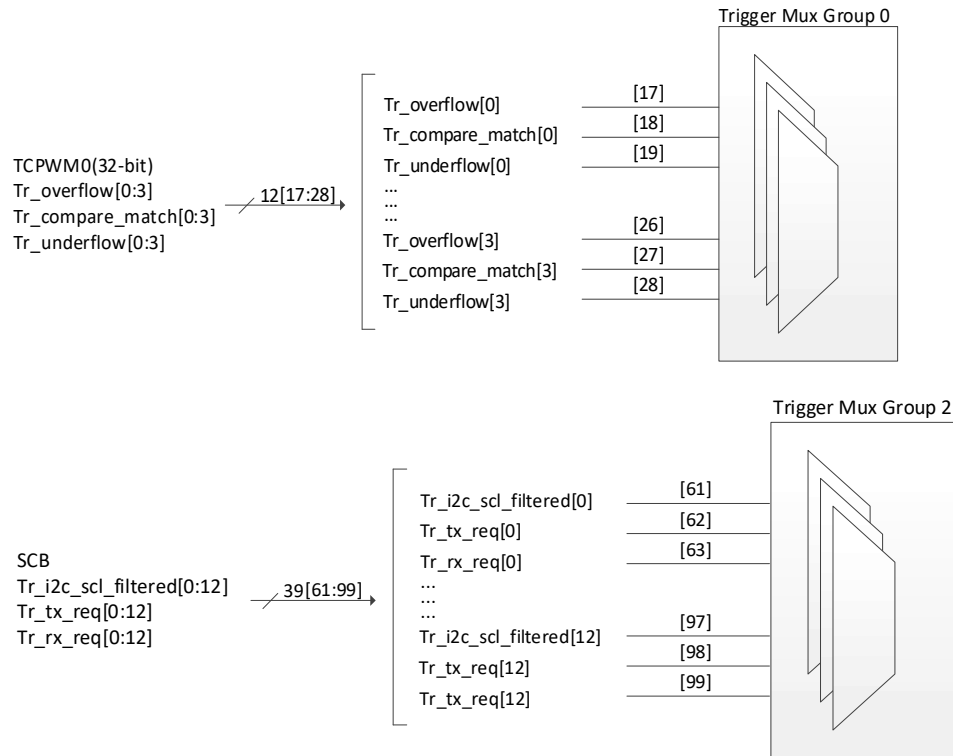 Trigger Mux Group 0
Tr_overflow[0] [17]
Tr_compare_match[0] [18]
Tr_underflow[0] [19]
...
...
...
Tr_overflow[3] [26]
Tr_compare_match[3] [27]
Tr_underflow[3] [28]
TCPWM0(32-bit)
Tr_overflow[0:3]
Tr_compare_match[0:3]
Tr_underflow[0:3]
12[17:28]
Trigger Mux Group 2
Tr_i2c_scl_filtered[0] [61]
Tr_tx_req[0] [62]
Tr_rx_req[0] [63]
...
...
...
Tr_i2c_scl_filtered[12] [97]
Tr_tx_req[12] [98]
Tr_tx_req[12] [99]
SCB
Tr_i2c_scl_filtered[0:12]
Tr_tx_req[0:12]
Tr_rx_req[0:12]
39[61:99]